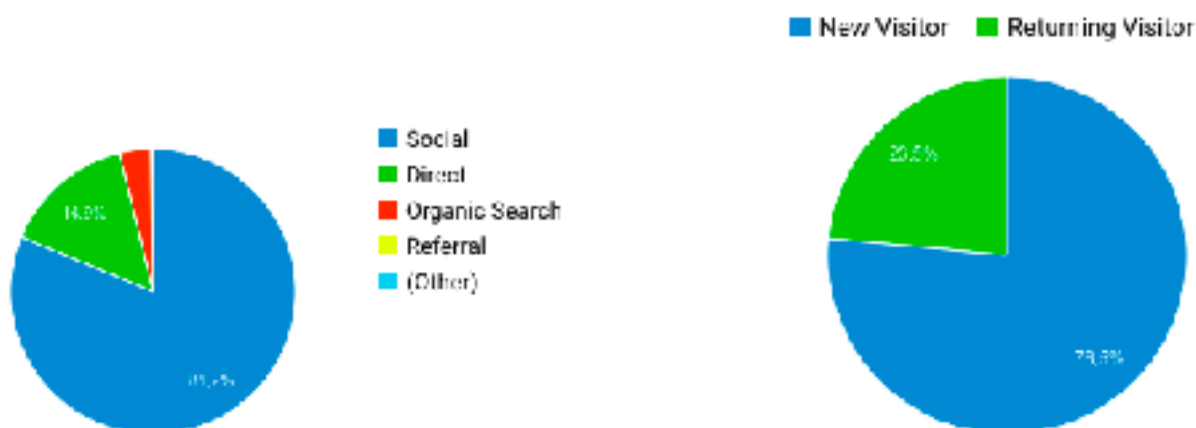 New Visitor Returning Visitor
Social
Direct
Organic Search
Referral
(Other)